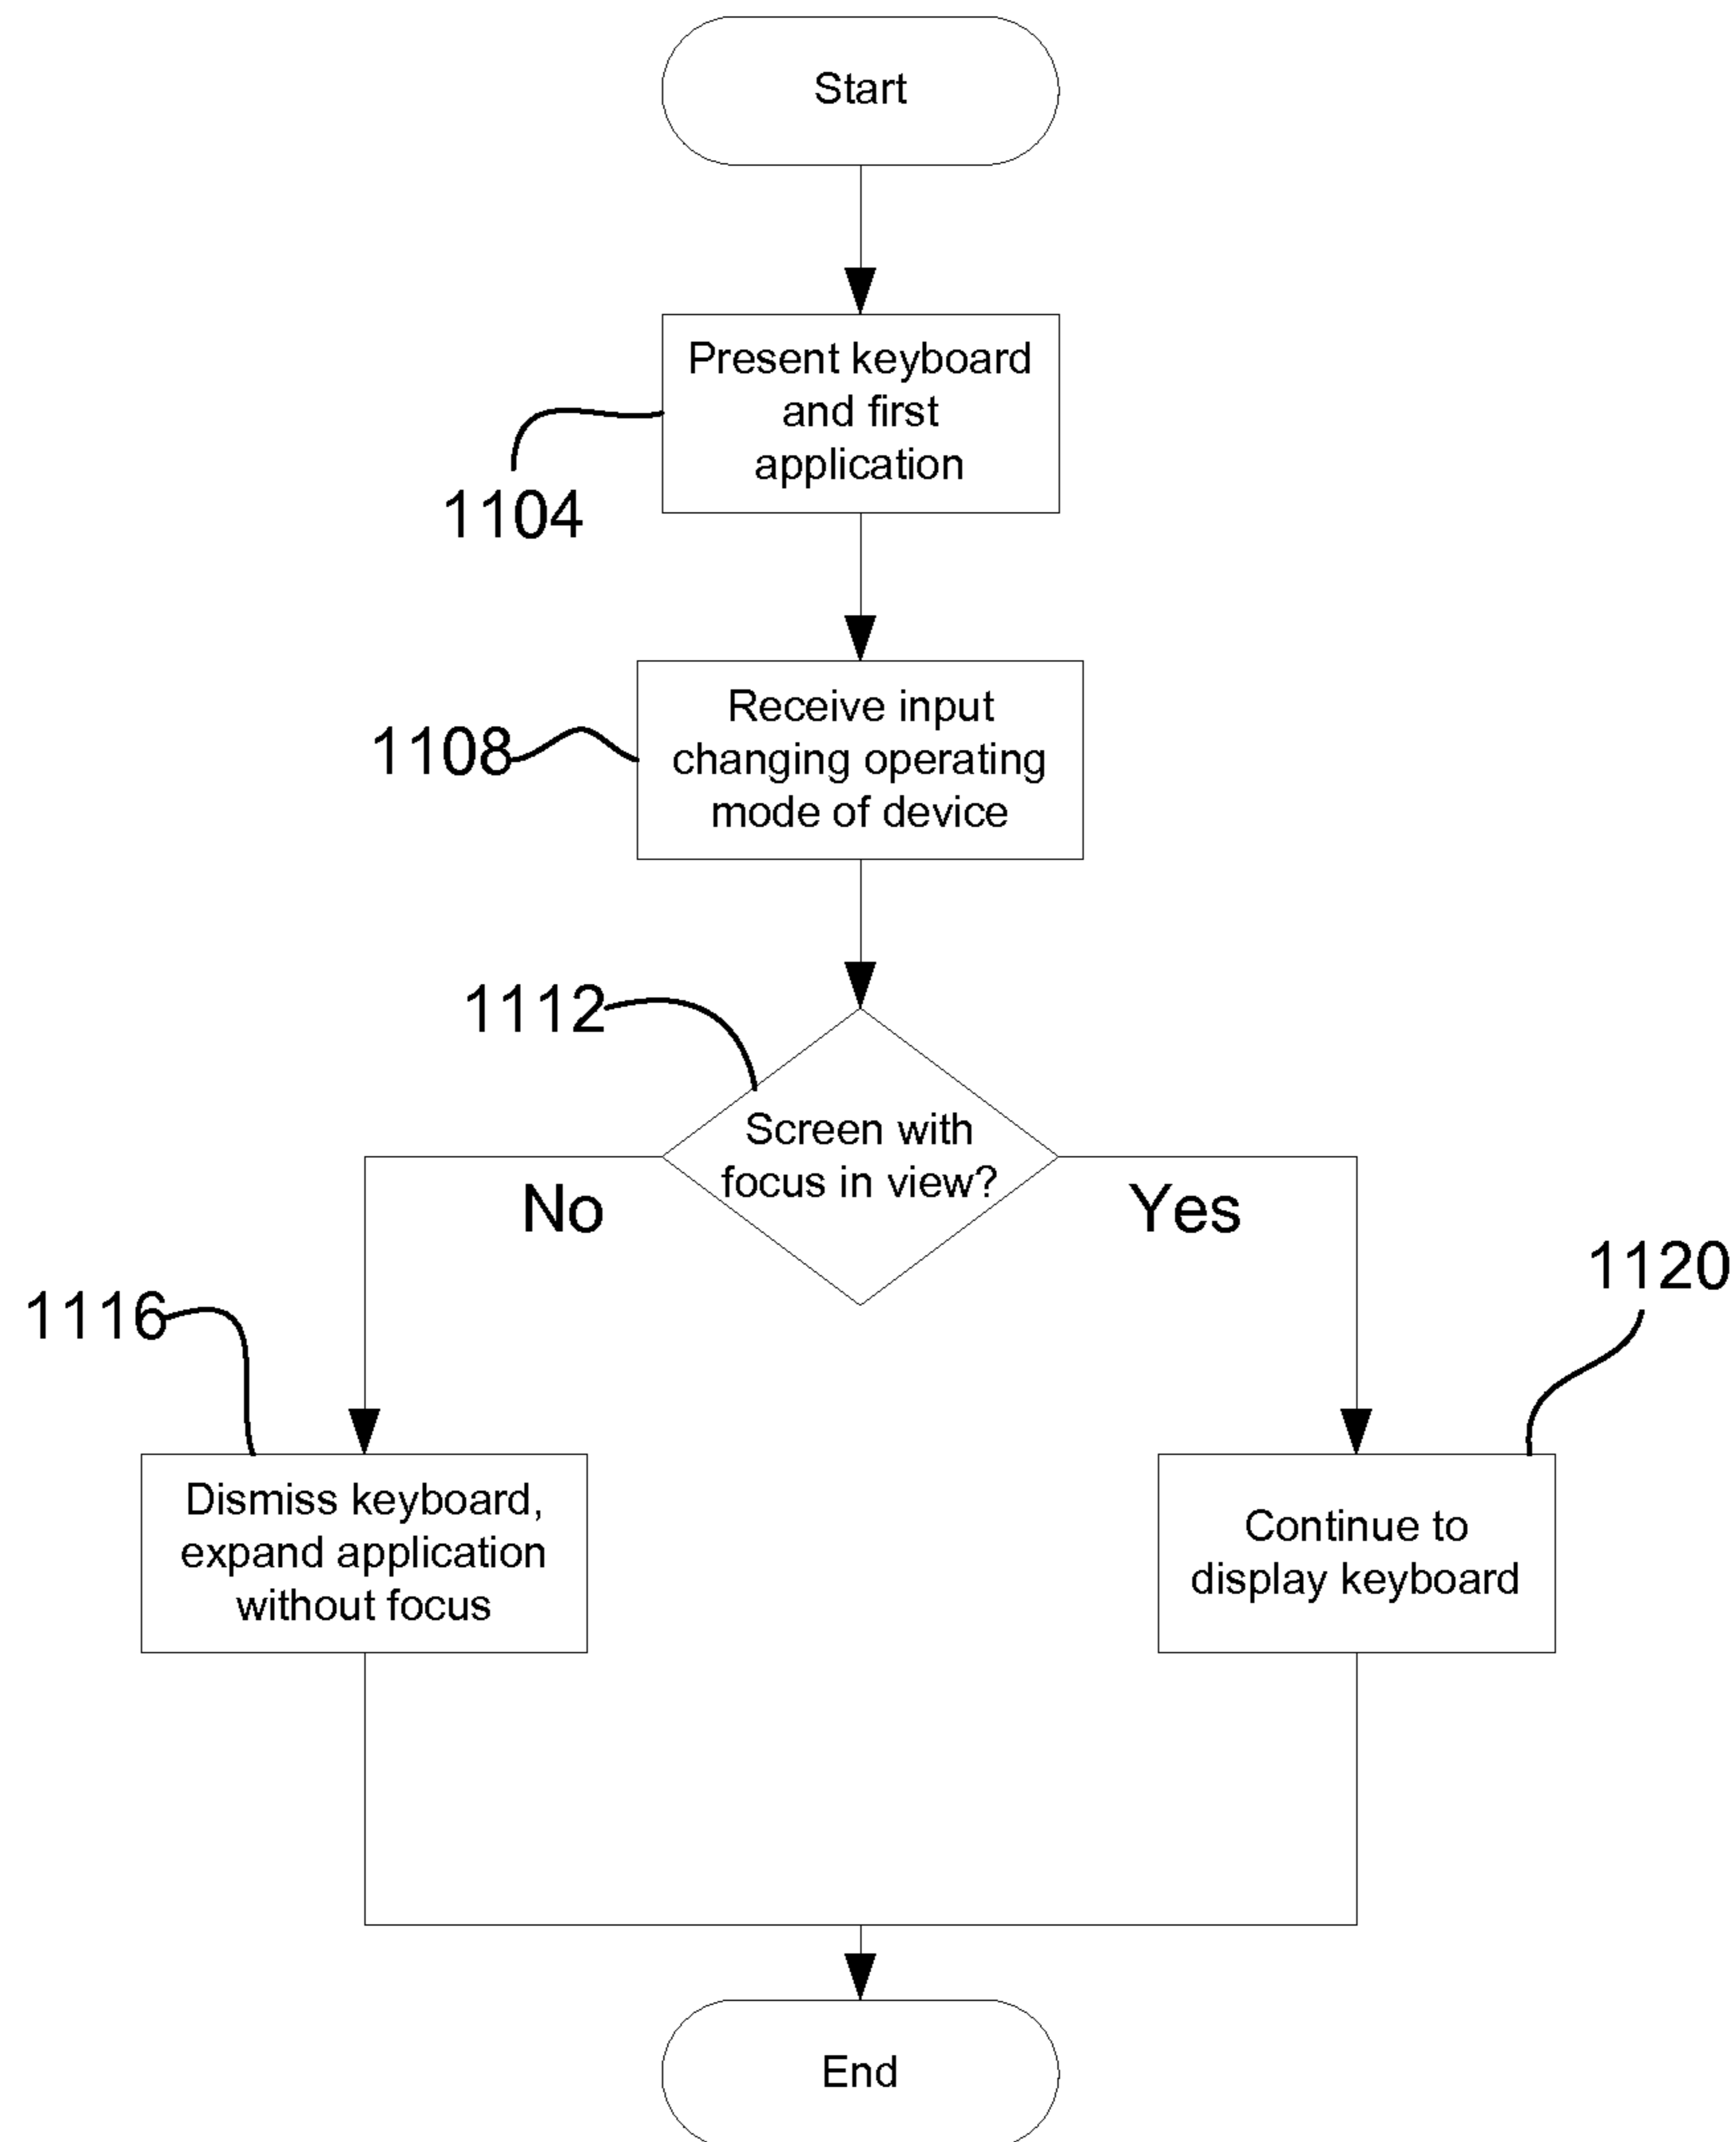 Start
Present keyboard
and first
application
1104
Receive input
changing operating
mode of device
1108
1112
Screen with
focus in view?
No
Yes
1120
1116
Dismiss keyboard,
expand application
without focus
Continue to
display keyboard
End